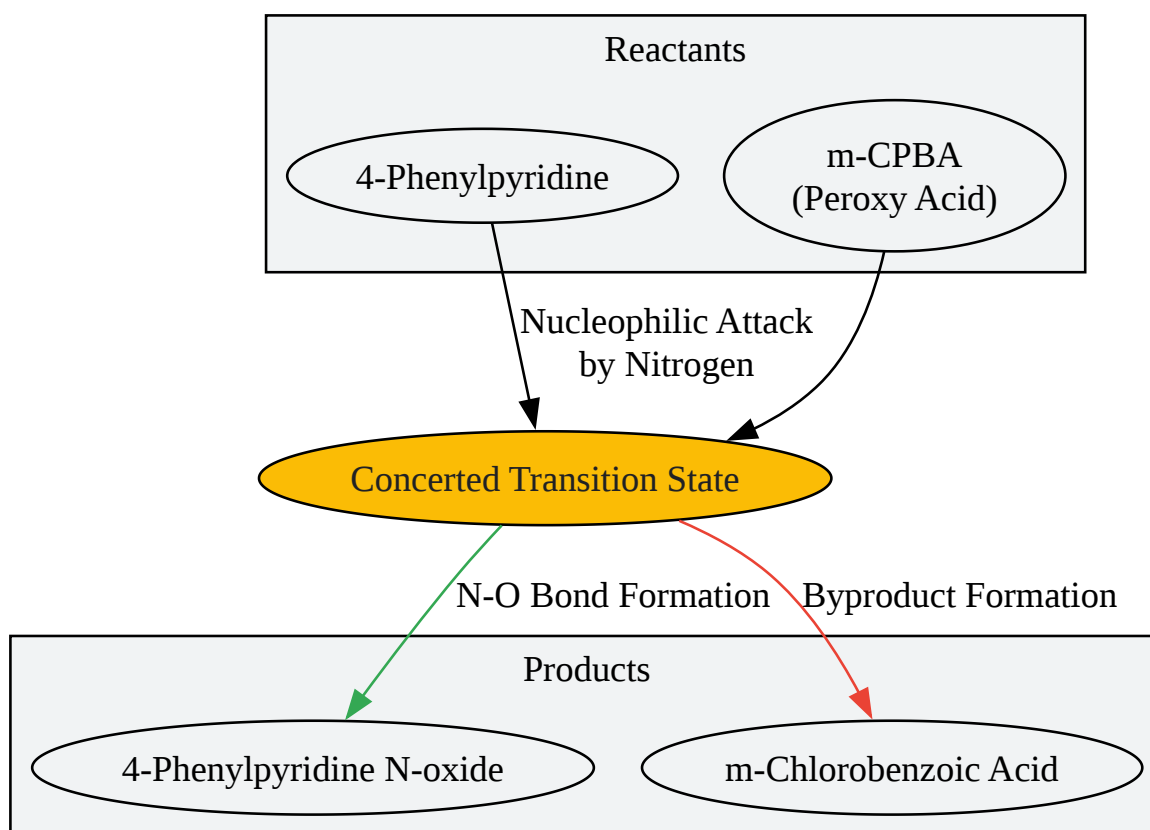 Reactants
4-Phenylpyridine
m-CPBA
(Peroxy Acid)
Nucleophilic Attack
by Nitrogen
Concerted Transition State
N-O Bond Formation
Byproduct Formation
Products
4-Phenylpyridine N-oxide
m-Chlorobenzoic Acid